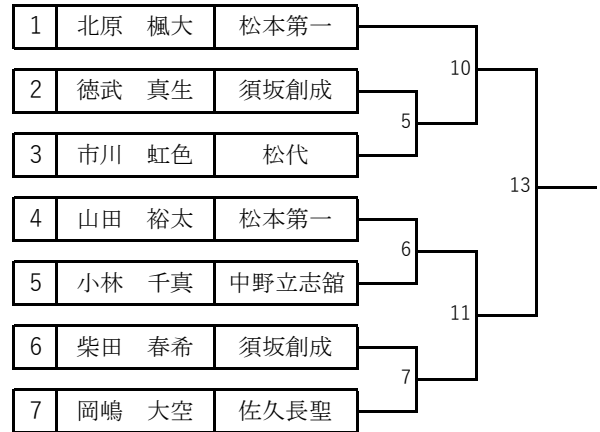 1 北原　楓大 松本第一
10
2 徳武　真生 須坂創成
5
3 市川　虹色 松代
13
4 山田　裕太 松本第一
6
5 小林　千真 中野立志舘
11
6 柴田　春希 須坂創成
7
7 岡嶋　大空 佐久長聖